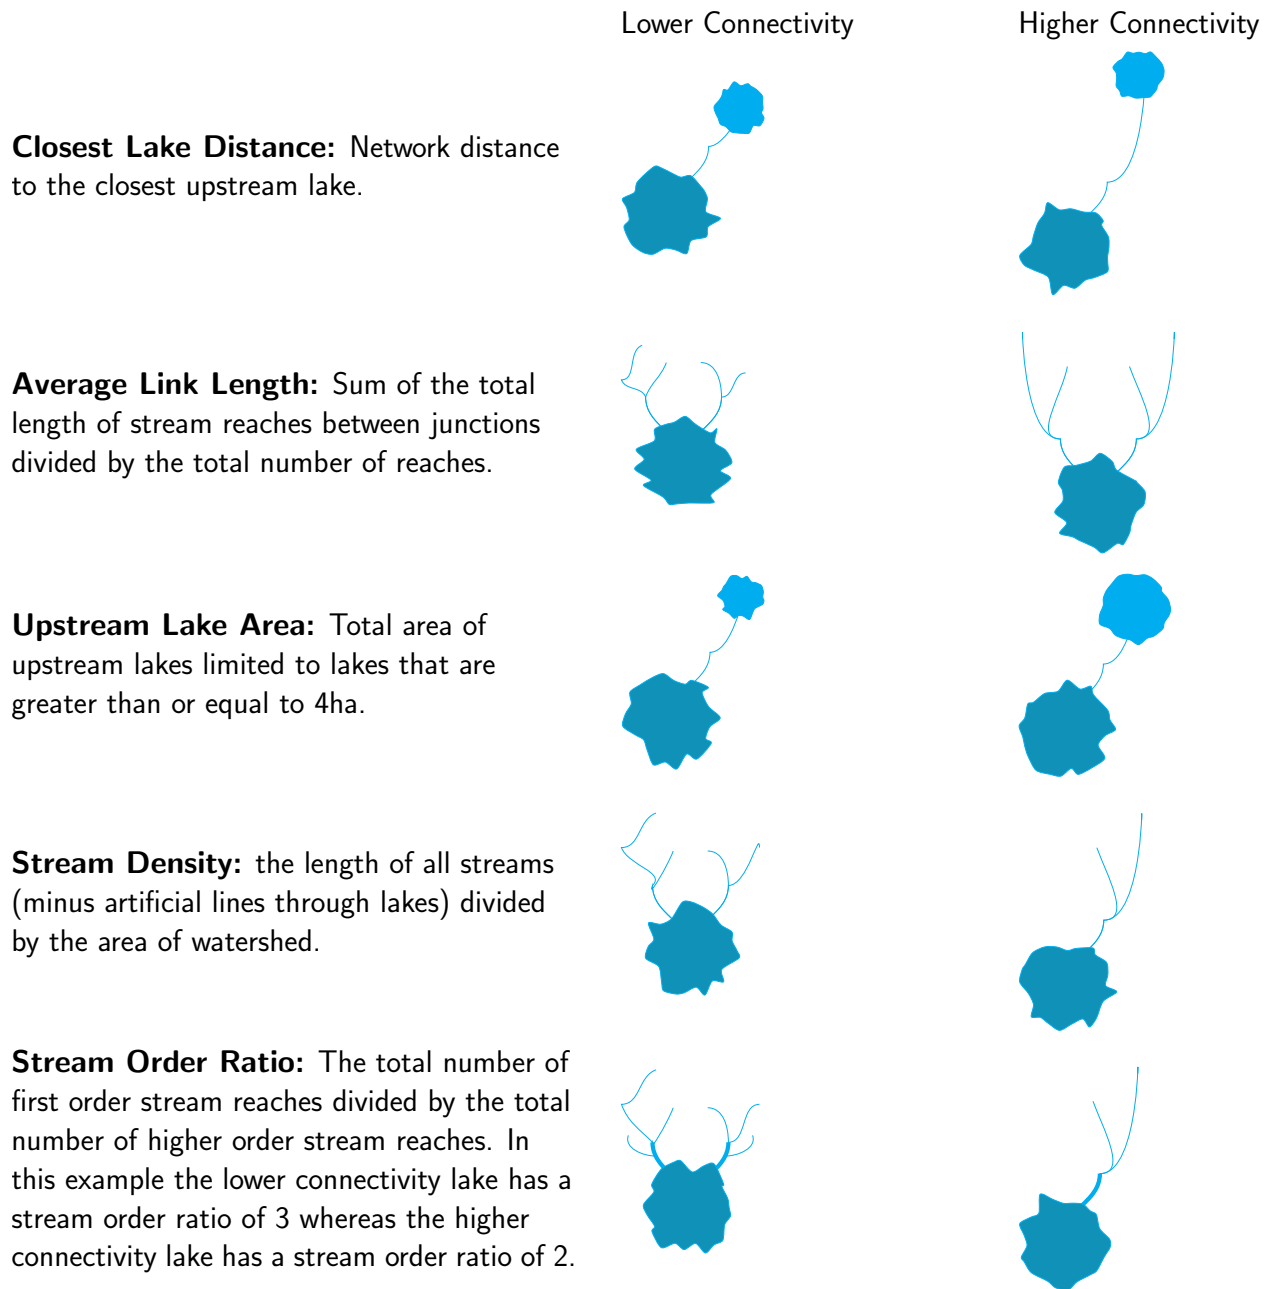 Lower Connectivity
Higher Connectivity
Closest Lake Distance: Network distance
to the closest upstream lake.
Average Link Length: Sum of the total
length of stream reaches between junctions
divided by the total number of reaches.
Upstream Lake Area: Total area of
upstream lakes limited to lakes that are
greater than or equal to 4ha.
Stream Density: the length of all streams
(minus artificial lines through lakes) divided
by the area of watershed.
Stream Order Ratio: The total number of
first order stream reaches divided by the total
number of higher order stream reaches. In
this example the lower connectivity lake has a
stream order ratio of 3 whereas the higher
connectivity lake has a stream order ratio of 2.